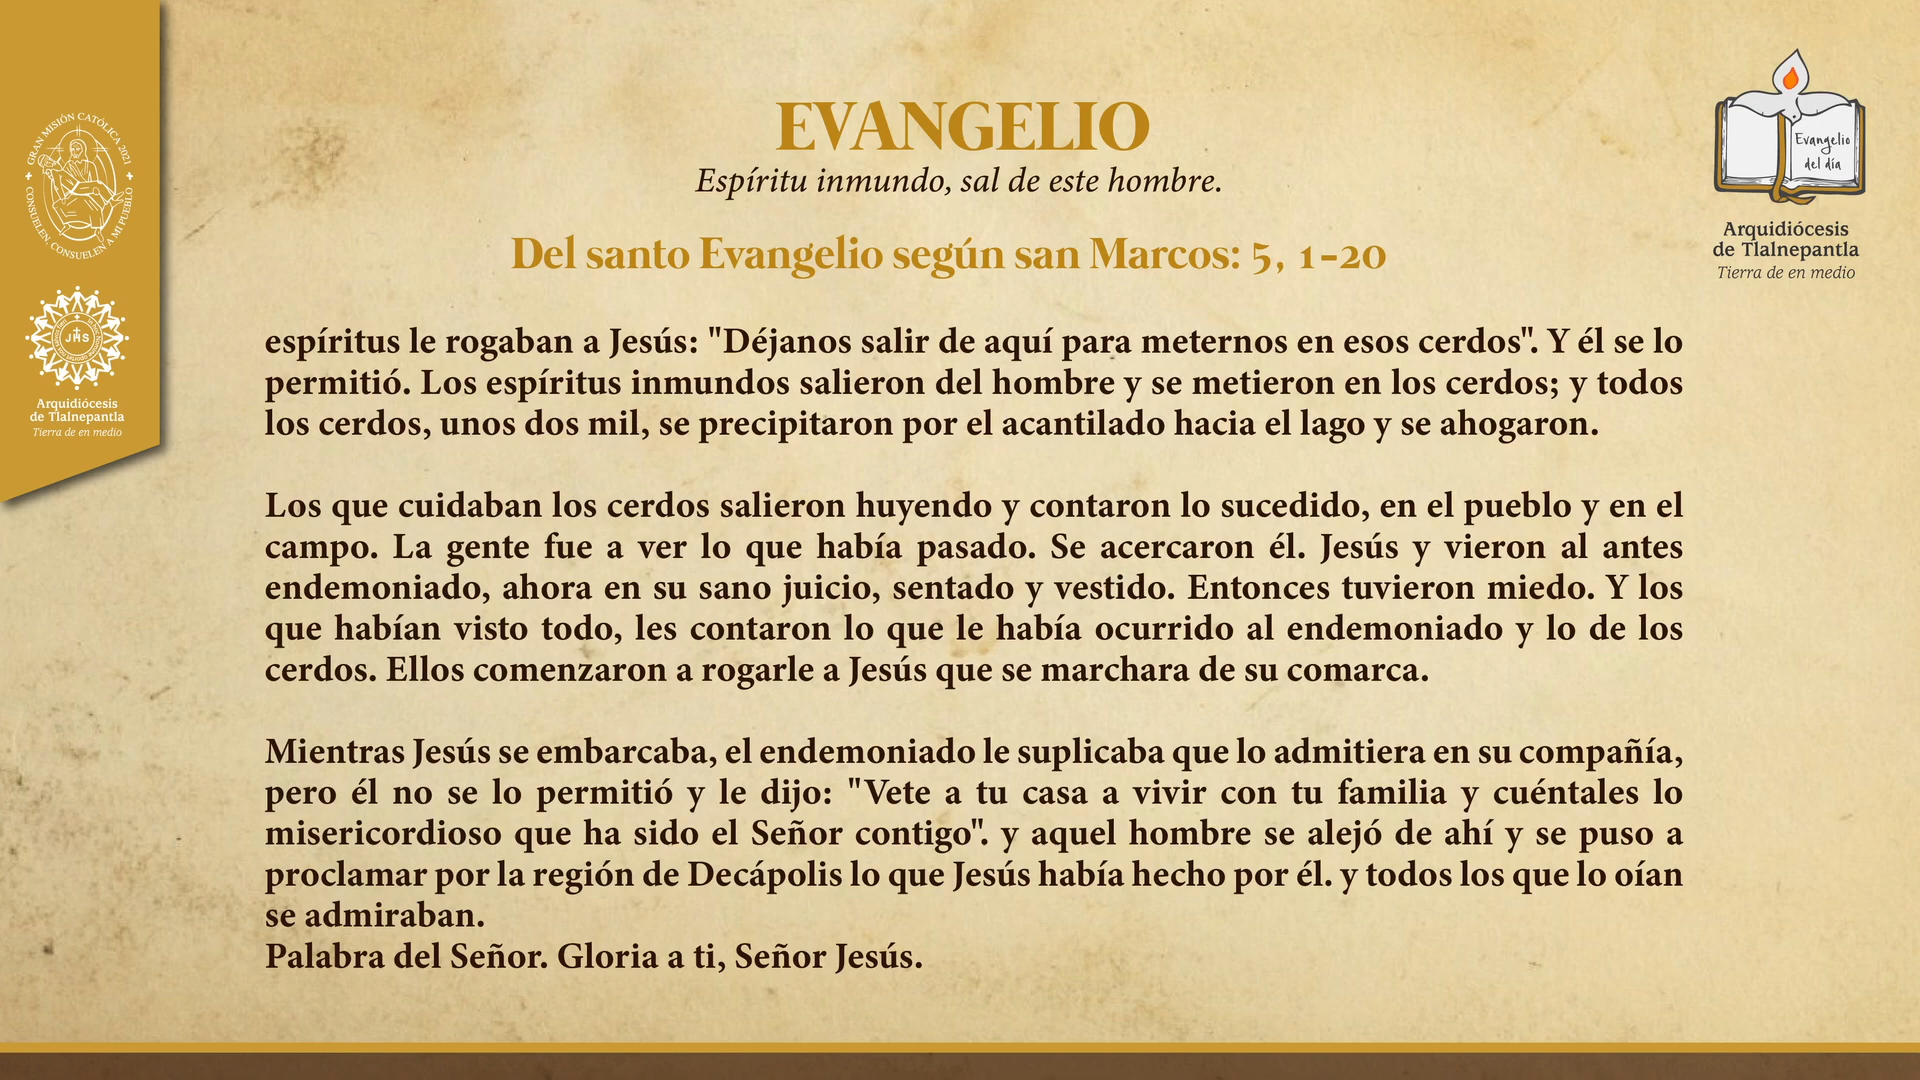 GRAN MISIÓN CATÓLICA 2021
CONSUELEN, CONSUELEN A MI PUEBLO
JHS
Arquidiócesis
de Tlalnepantla
Tierra de en medio
EVANGELIO
Espíritu inmundo, sal de este hombre.
Del santo Evangelio según san Marcos: 5, 1-20
Evangelio
del día
Arquidiócesis
de Tlalnepantla
Tierra de en medio
espíritus le rogaban a Jesús: "Déjanos salir de aquí para meternos en esos cerdos". Y él se lo
permitió. Los espíritus inmundos salieron del hombre y se metieron en los cerdos; y todos
los cerdos, unos dos mil, se precipitaron por el acantilado hacia el lago y se ahogaron.
Los que cuidaban los cerdos salieron huyendo y contaron lo sucedido, en el pueblo y en el
campo. La gente fue a ver lo que había pasado. Se acercaron él. Jesús y vieron al antes
endemoniado, ahora en su sano juicio, sentado y vestido. Entonces tuvieron miedo. Y los
que habían visto todo, les contaron lo que le había ocurrido al endemoniado y lo de los
cerdos. Ellos comenzaron a rogarle a Jesús que se marchara de su comarca.
Mientras Jesús se embarcaba, el endemoniado le suplicaba que lo admitiera en su compañía,
pero él no se lo permitió y le dijo: "Vete a tu casa a vivir con tu familia y cuéntales lo
misericordioso que ha sido el Señor contigo". y aquel hombre se alejó de ahí y se puso a
proclamar por la región de Decápolis lo que Jesús había hecho por él. y todos los que lo oían
se admiraban.
Palabra del Señor. Gloria a ti, Señor Jesús.